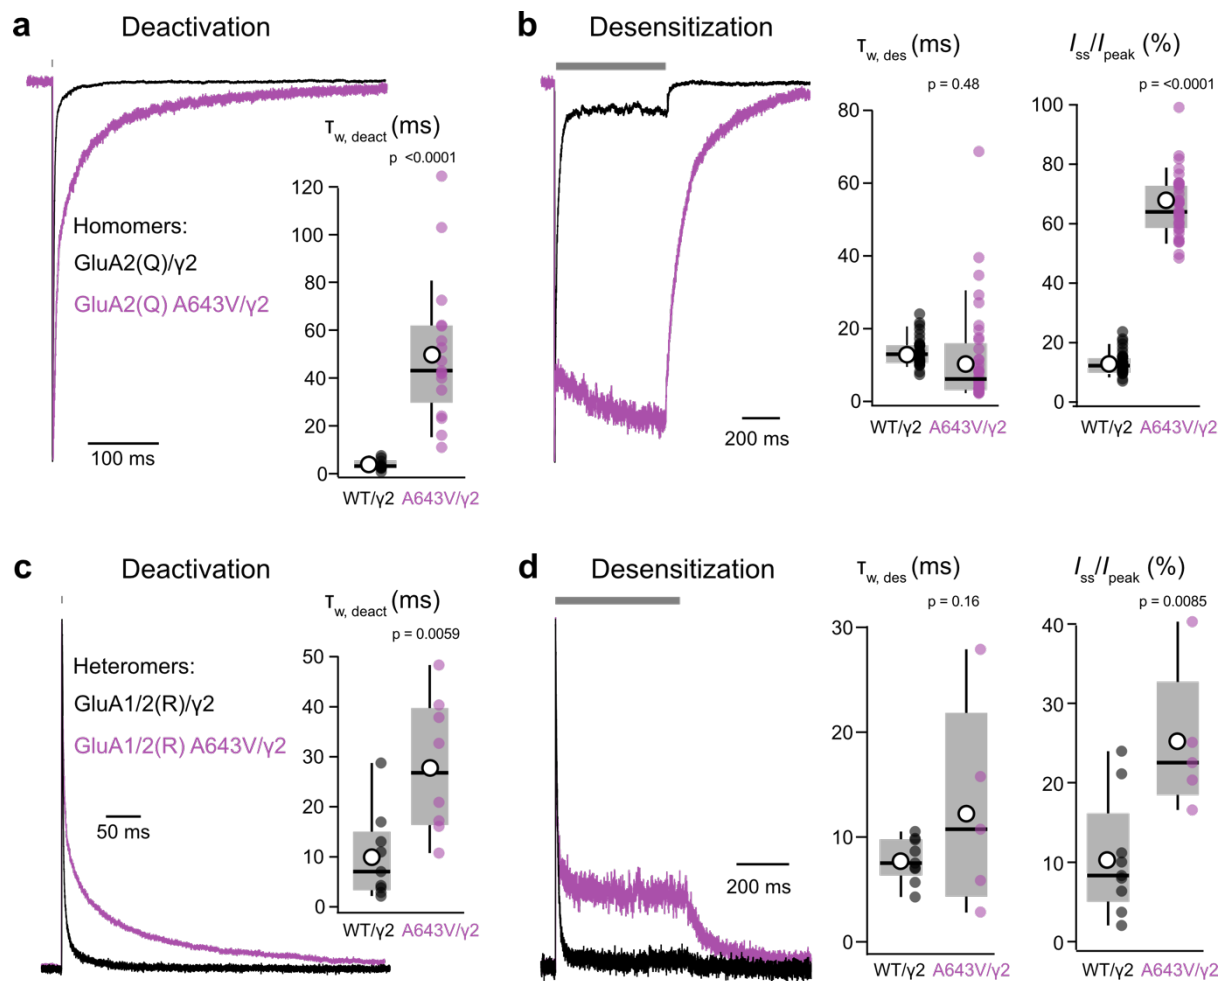 a
Deactivation
τw, deact (ms)
p <0.0001
120
100
80
60
40
20
0
Homomers:
GluA2(Q)/γ2
GluA2(Q) A643V/γ2
100 ms
WT/γ2 A643V/γ2
b
Desensitization
200 ms
τw, des (ms)
p = 0.48
80
60
40
20
0
WT/γ2 A643V/γ2
Iss/Ipeak (%)
p = <0.0001
100
80
60
40
20
0
WT/γ2 A643V/γ2
c
Deactivation
τw, deact (ms)
p = 0.0059
50
40
30
20
10
0
Heteromers:
GluA1/2(R)/γ2
GluA1/2(R) A643V/γ2
50 ms
WT/γ2 A643V/γ2
d
Desensitization
200 ms
τw, des (ms)
p = 0.16
30
20
10
0
WT/γ2 A643V/γ2
Iss/Ipeak (%)
p = 0.0085
40
30
20
10
0
WT/γ2 A643V/γ2